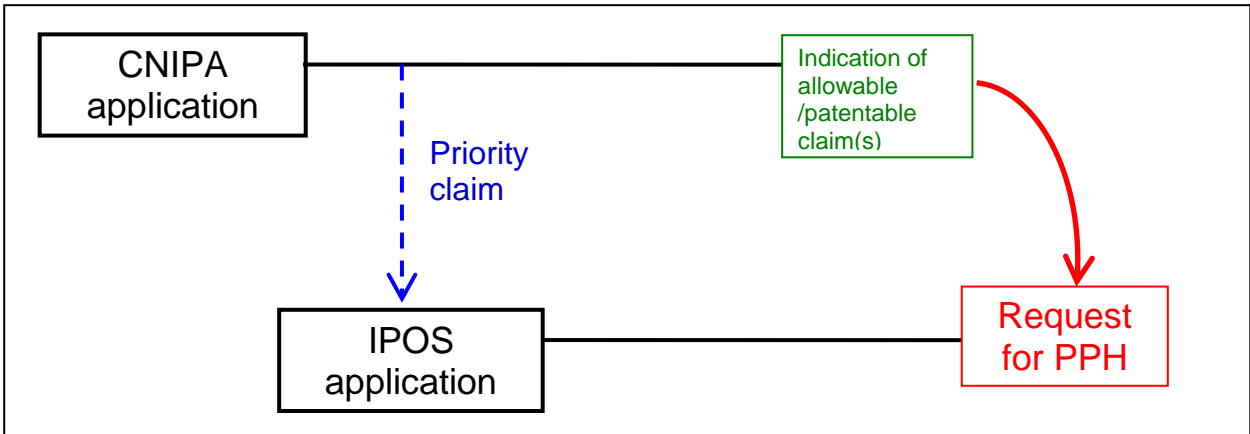 CNIPA
application
Indication of
allowable
/patentable
claim(s)
Priority
claim
IPOS
application
Request
for PPH